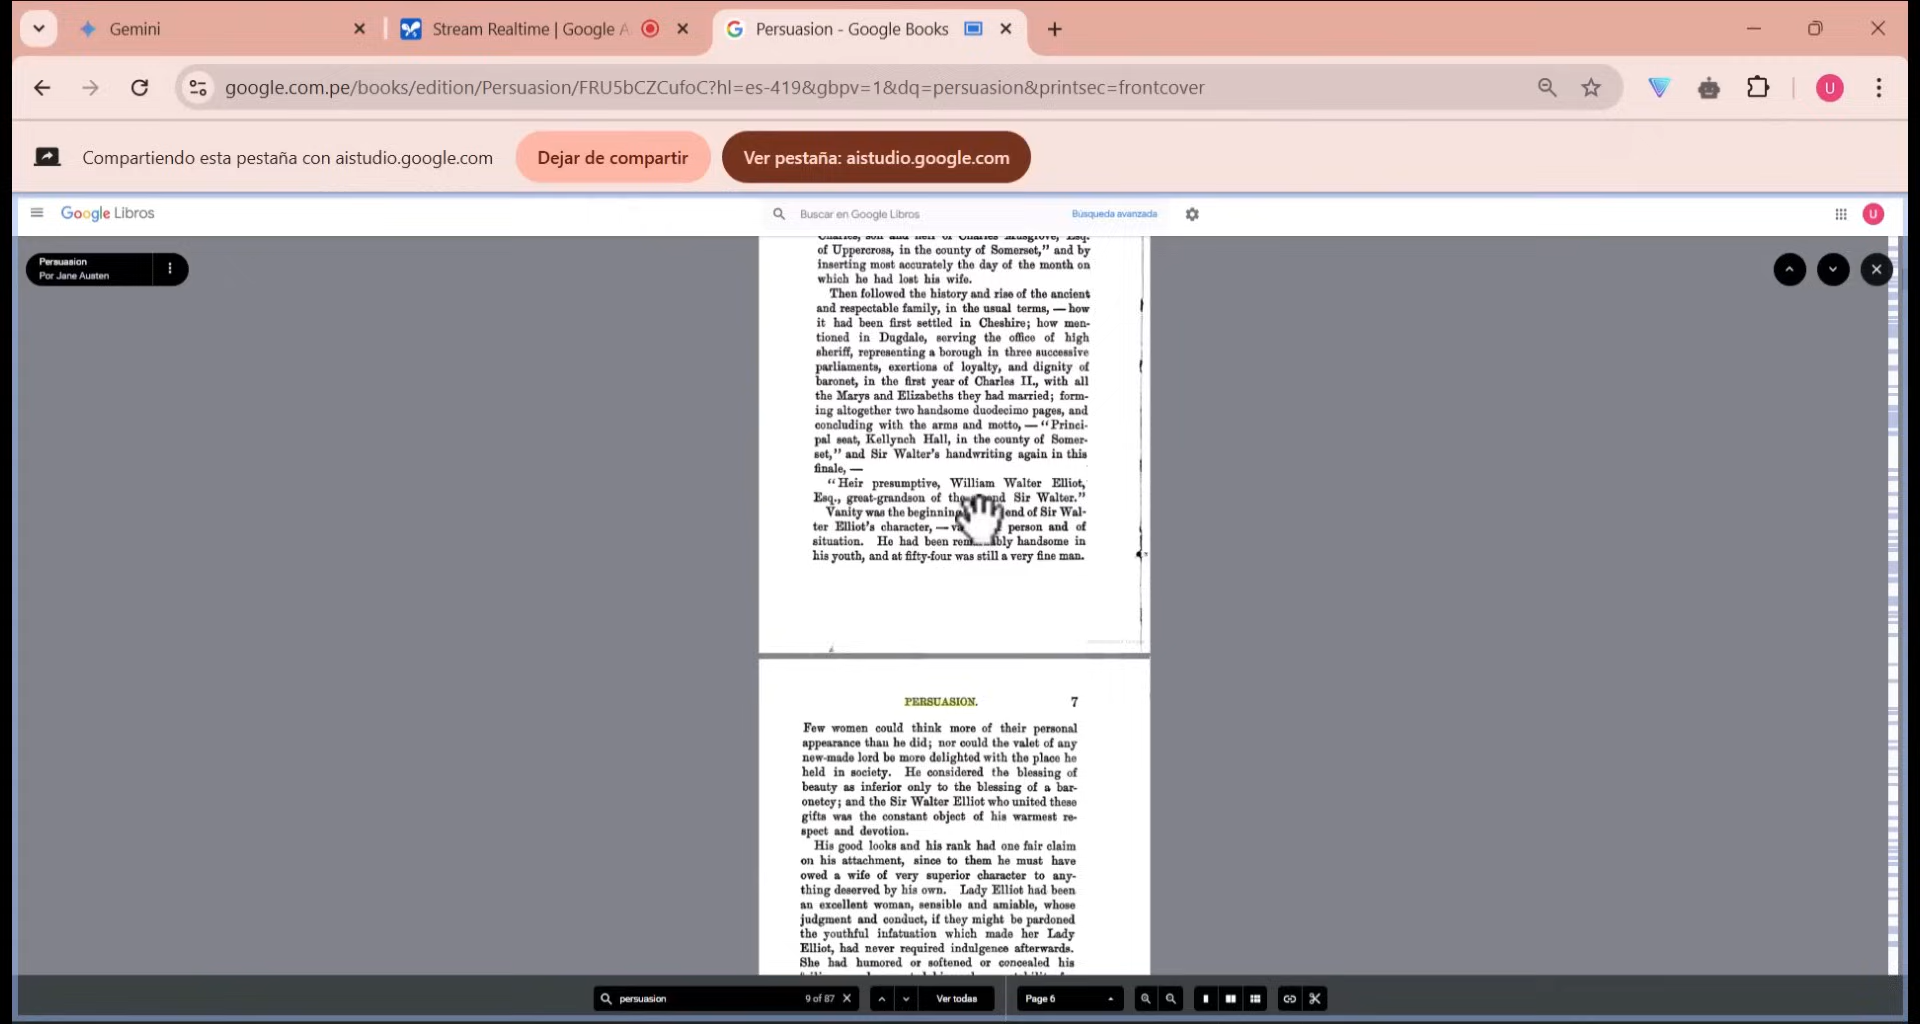 Gemini
Stream Realtime | Google A
Persuasion - Google Books
google.com.pe/books/edition/Persuasion/FRU5bCZCufoC?hl=es-419&gbpv=1&dq=persuasion&printsec=frontcover
U
Compartiendo esta pestaña con aistudio.google.com
Dejar de compartir
Ver pestaña: aistudio.google.com
Google Libros
Buscar en Google Libros
Búsqueda avanzada
U
Persuasion
Por Jane Austen
Charles, son and heir of Charles Musgrove, Esq.
of Uppercross, in the county of Somerset," and by
inserting most accurately the day of the month on
which he had lost his wife.
Then followed the history and rise of the ancient
and respectable family, in the usual terms, — how
it had been first settled in Cheshire; how men-
tioned in Dugdale, serving the office of high
sheriff, representing a borough in three successive
parliaments, exertions of loyalty, and dignity of
baronet, in the first year of Charles II., with all
the Marys and Elizabeths they had married; form-
ing altogether two handsome duodecimo pages, and
concluding with the arms and motto, — "Princi-
pal seat, Kellynch Hall, in the county of Somer-
set," and Sir Walter's handwriting again in this
finale, —
"Heir presumptive, William Walter Elliot,
Esq., great-grandson of the Sir Walter."
Vanity was the beginning end of Sir Wal-
ter Elliot's character, — person and of
situation. He had been handsome in
his youth, and at fifty-four was still a very fine man.
PERSUASION. 7
Few women could think more of their personal
appearance than he did; nor could the valet of any
new-made lord be more delighted with the place he
held in society. He considered the blessing of
beauty as inferior only to the blessing of a bar-
onetcy; and the Sir Walter Elliot who united these
gifts was the constant object of his warmest re-
spect and devotion.
His good looks and his rank had one fair claim
on his attachment, since to them he must have
owed a wife of very superior character to any-
thing deserved by his own. Lady Elliot had been
an excellent woman, sensible and amiable, whose
judgment and conduct, if they might be pardoned
the youthful infatuation which made her Lady
Elliot, had never required indulgence afterwards.
She had humored or softened or concealed his
persuasion 9 of 87 Ver todas Page 6